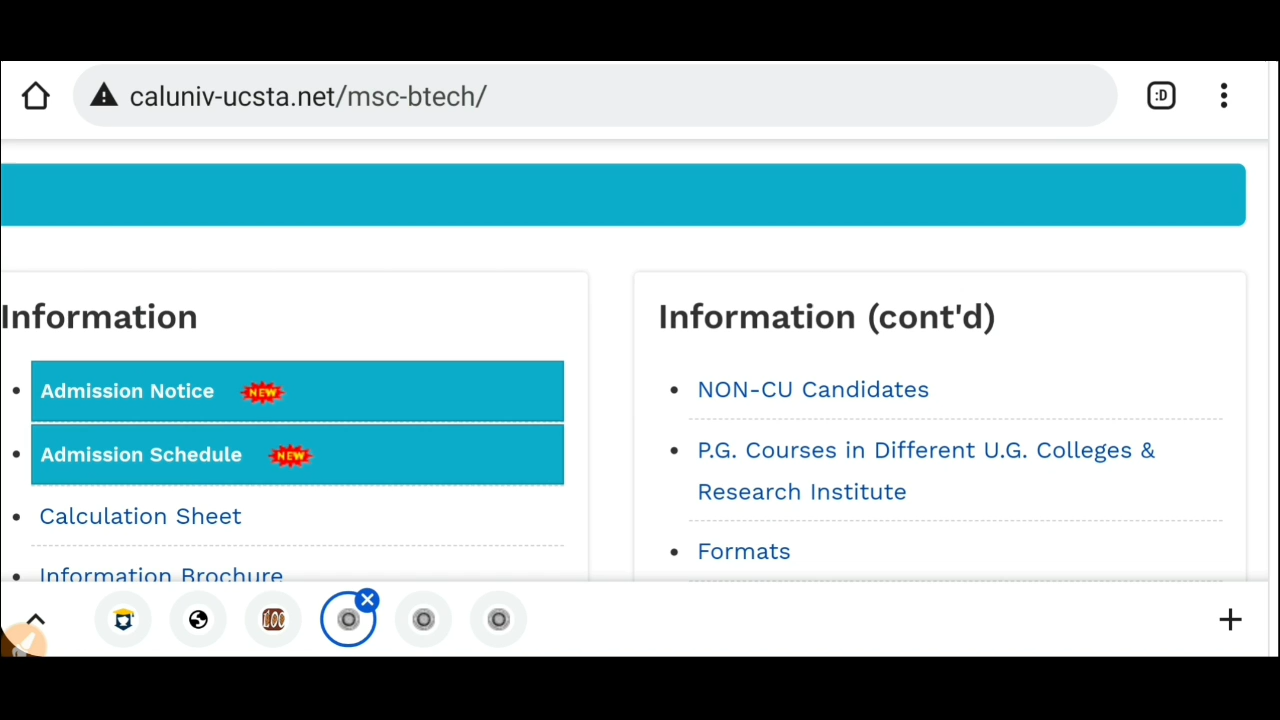 caluniv-ucsta.net/msc-btech/
:D
Information
Admission Notice NEW
Admission Schedule NEW
Calculation Sheet
Information Brochure
Information (cont'd)
NON-CU Candidates
P.G. Courses in Different U.G. Colleges &
Research Institute
Formats
100